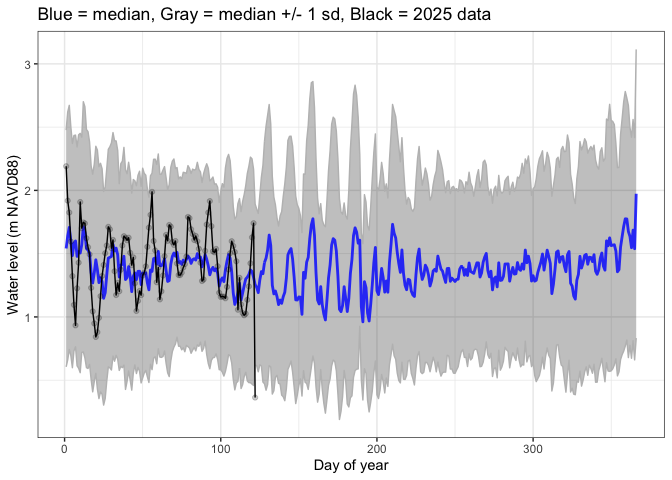 Blue = median, Gray = median +/- 1 sd, Black = 2025 data
3
2
1
Water level (m NAVD88)
0
100
200
300
Day of year